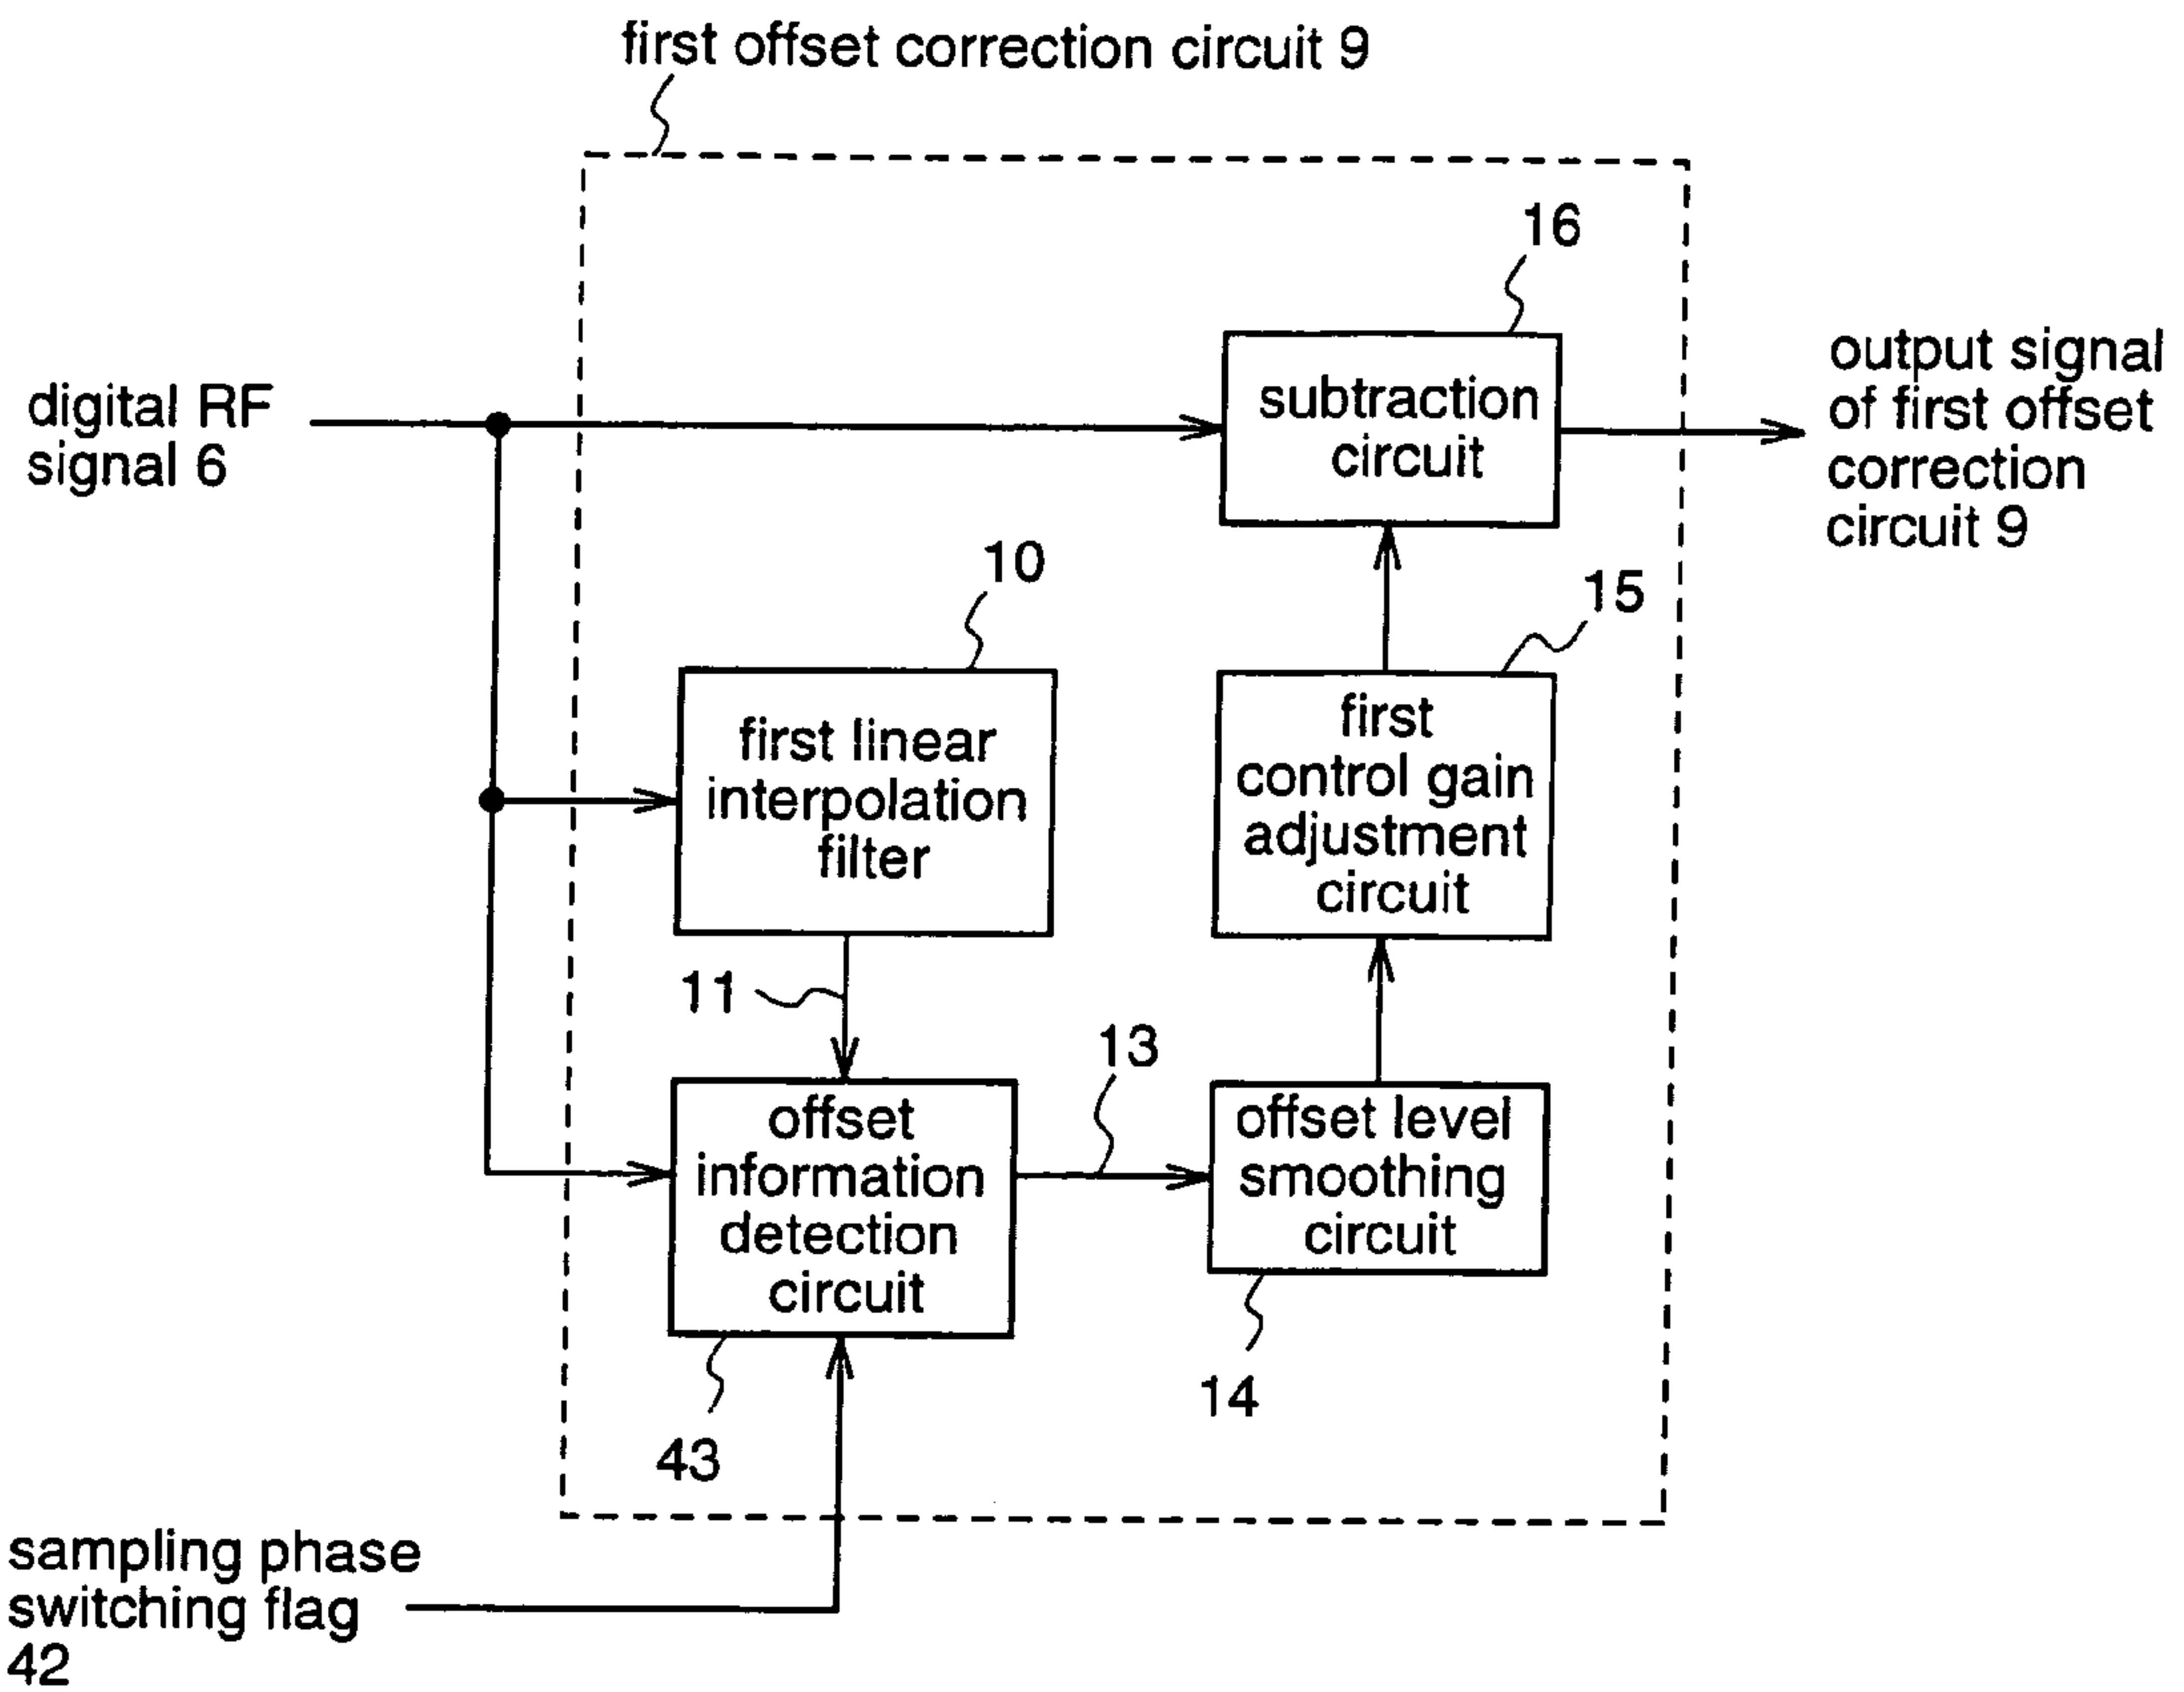 first offset correction circuit 9
16
subtraction
circuit
output signal
of first offset
correction
circuit 9
digital RF
signal 6
10
15
first linear
interpolation
filter
first
control gain
adjustment
circuit
11
13
offset
information
detection
circuit
offset level
smoothing
circuit
14
43
sampling phase
switching flag
42